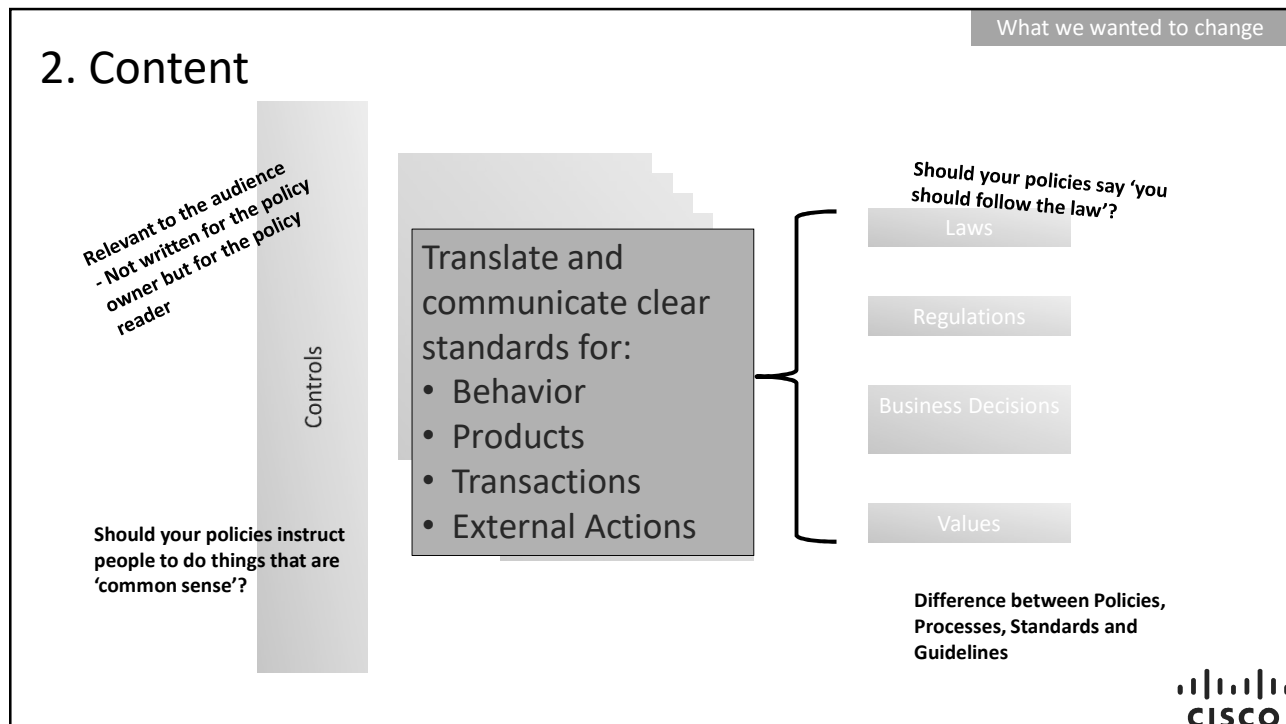 What we wanted to change
2. Content
Relevant to the audience
- Not written for the policy
owner but for the policy
reader
Controls
Should your policies instruct
people to do things that are
‘common sense’?
Translate and
communicate clear
standards for:
• Behavior
• Products
• Transactions
• External Actions
Should your policies say ‘you
should follow the law’?
Laws
Regulations
Business Decisions
Values
Difference between Policies,
Processes, Standards and
Guidelines
CISCO